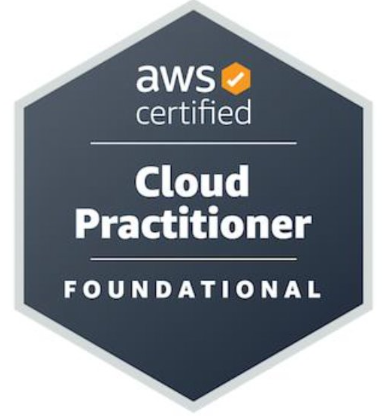 aws
certified
Cloud
Practitioner
FOUNDATIONAL